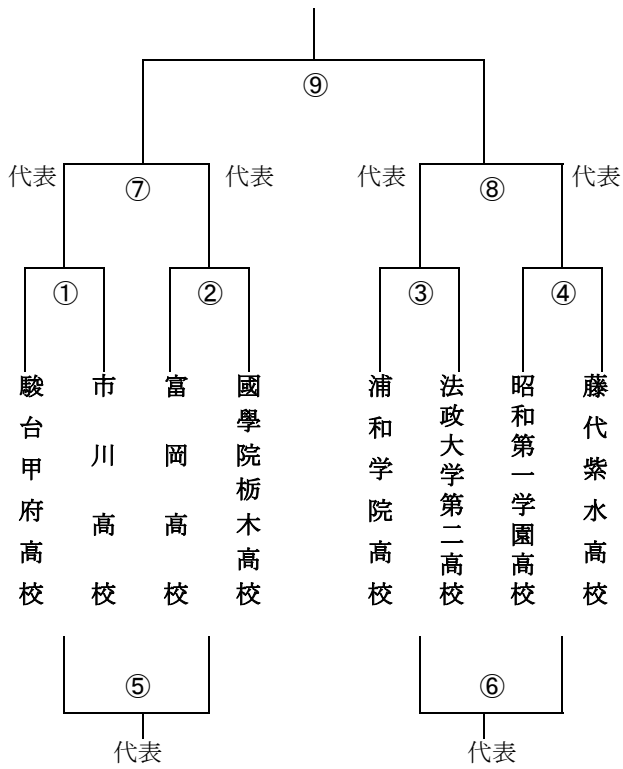 ⑨
代表 ⑦ 代表 代表 ⑧ 代表
① ② ③ ④
駿台甲府高校
市川高校
富岡高校
國學院栃木高校
浦和学院高校
法政大学第二高校
昭和第一学園高校
藤代紫水高校
⑤ ⑥
代表 代表